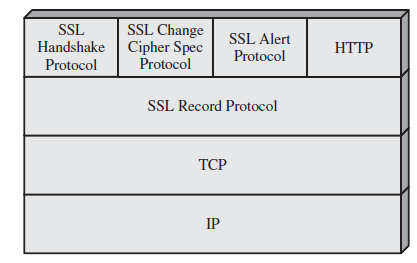 SSL
Handshake
Protocol
SSL Change
Cipher Spec
Protocol
SSL Alert
Protocol
HTTP
SSL Record Protocol
TCP
IP